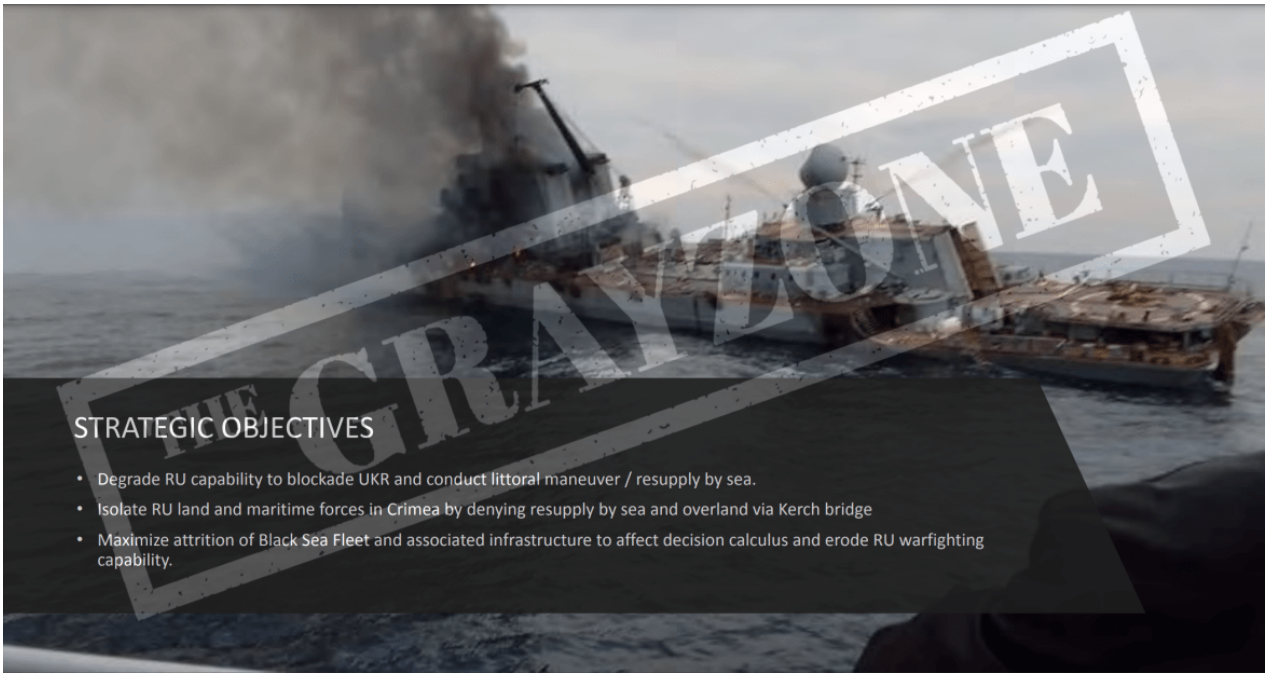 THE GRAYZONE
STRATEGIC OBJECTIVES
• Degrade RU capability to blockade UKR and conduct littoral maneuver / resupply by sea.
• Isolate RU land and maritime forces in Crimea by denying resupply by sea and overland via Kerch bridge
• Maximize attrition of Black Sea Fleet and associated infrastructure to affect decision calculus and erode RU warfighting
capability.